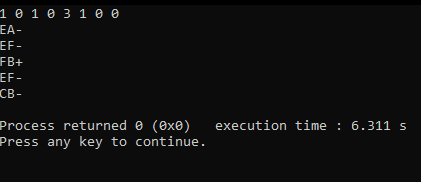 1 0 1 0 3 1 0 0
EA-
EF-
FB+
EF-
CB-
Process returned 0 (0x0)   execution time : 6.311 s
Press any key to continue.